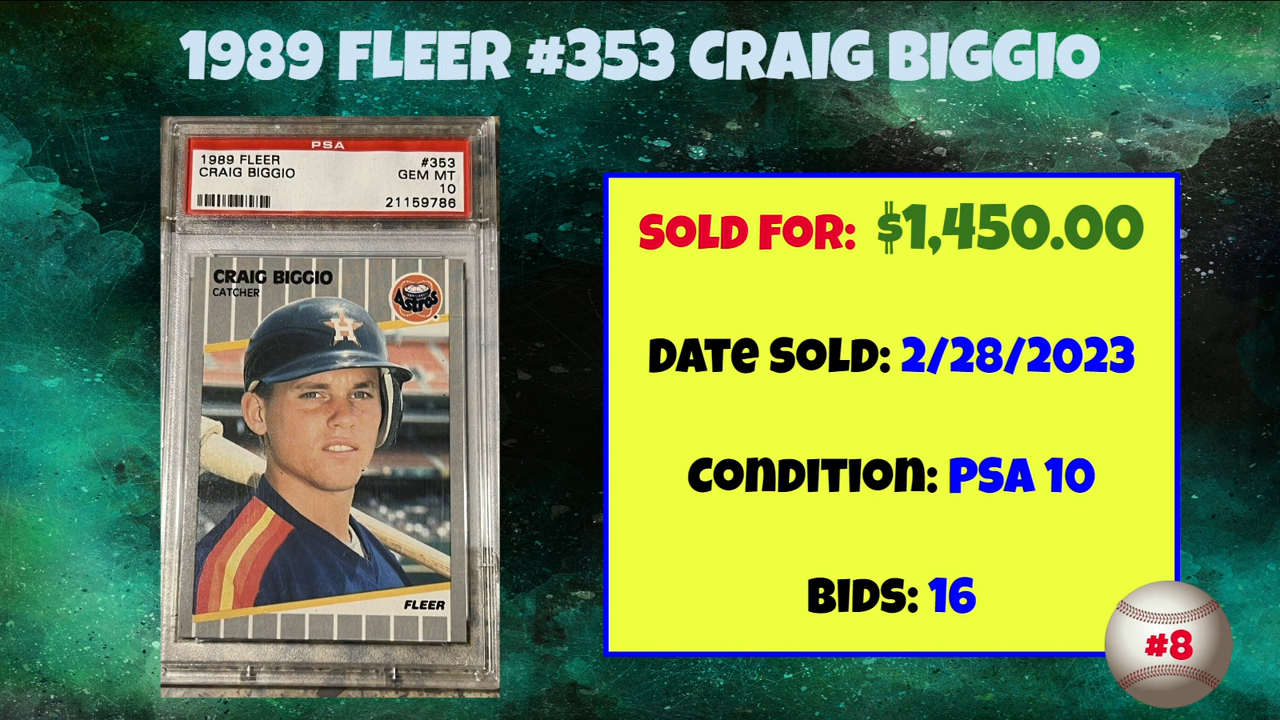 1989 FLEER #353 CRAIG BIGGIO
PSA
1989 FLEER #353
CRAIG BIGGIO GEM MT
10
21159786
CRAIG BIGGIO
CATCHER
Astros
H
FLEER
SOLD FOR: $1,450.00
DATE SOLD: 2/28/2023
CONDITION: PSA 10
BIDS: 16
#8